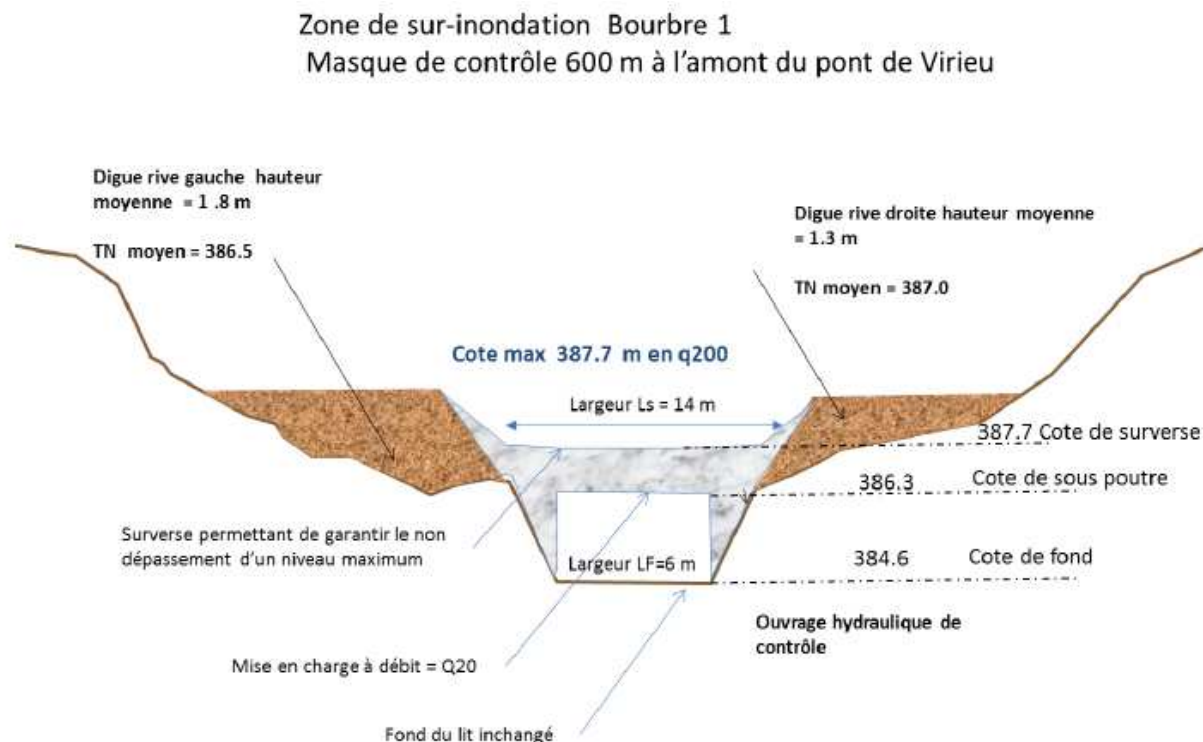 Zone de sur-inondation Bourbre 1
Masque de contrôle 600 m à l'amont du pont de Virieu
Digue rive gauche hauteur
moyenne = 1 .8 m
TN moyen = 386.5
Digue rive droite hauteur moyenne
= 1.3 m
TN moyen = 387.0
Cote max 387.7 m en q200
Largeur Ls = 14 m
387.7 Cote de surverse
386.3 Cote de sous poutre
Surverse permettant de garantir le non
dépassement d'un niveau maximum
Largeur LF=6 m
384.6 Cote de fond
Ouvrage hydraulique de
contrôle
Mise en charge à débit = Q20
Fond du lit inchangé